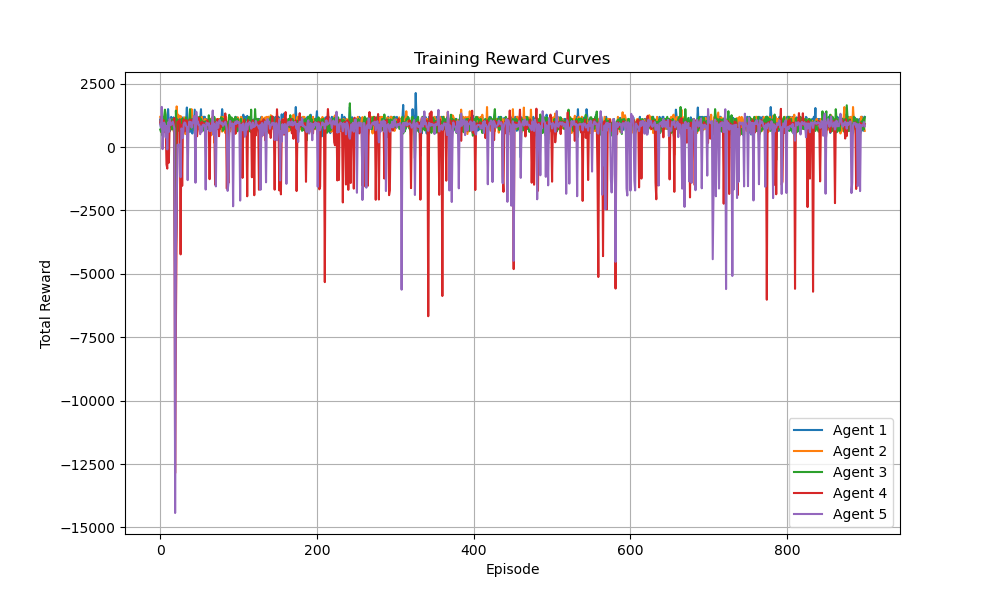 Training Reward Curves
Total Reward
2500
0
−2500
−5000
−7500
−10000
−12500
−15000
0 200 400 600 800
Episode
Agent 1
Agent 2
Agent 3
Agent 4
Agent 5